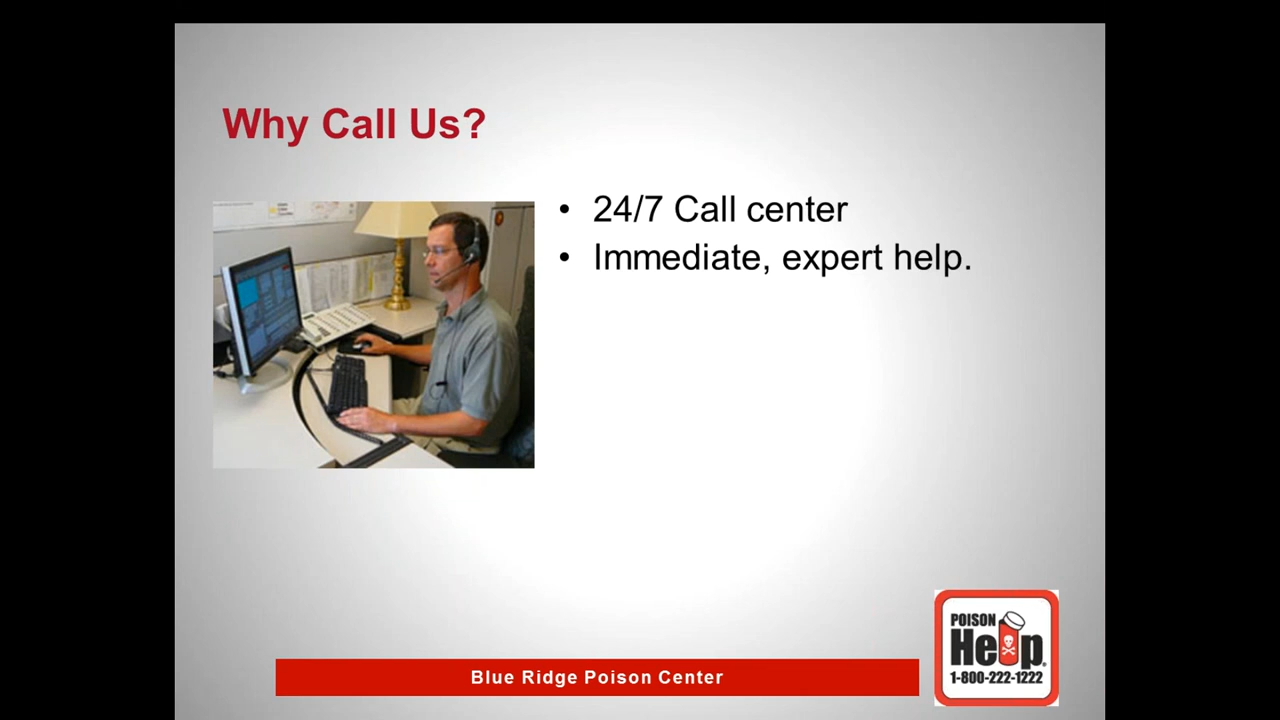 Why Call Us?
• 24/7 Call center
• Immediate, expert help.
Blue Ridge Poison Center
POISON
Help®
1-800-222-1222